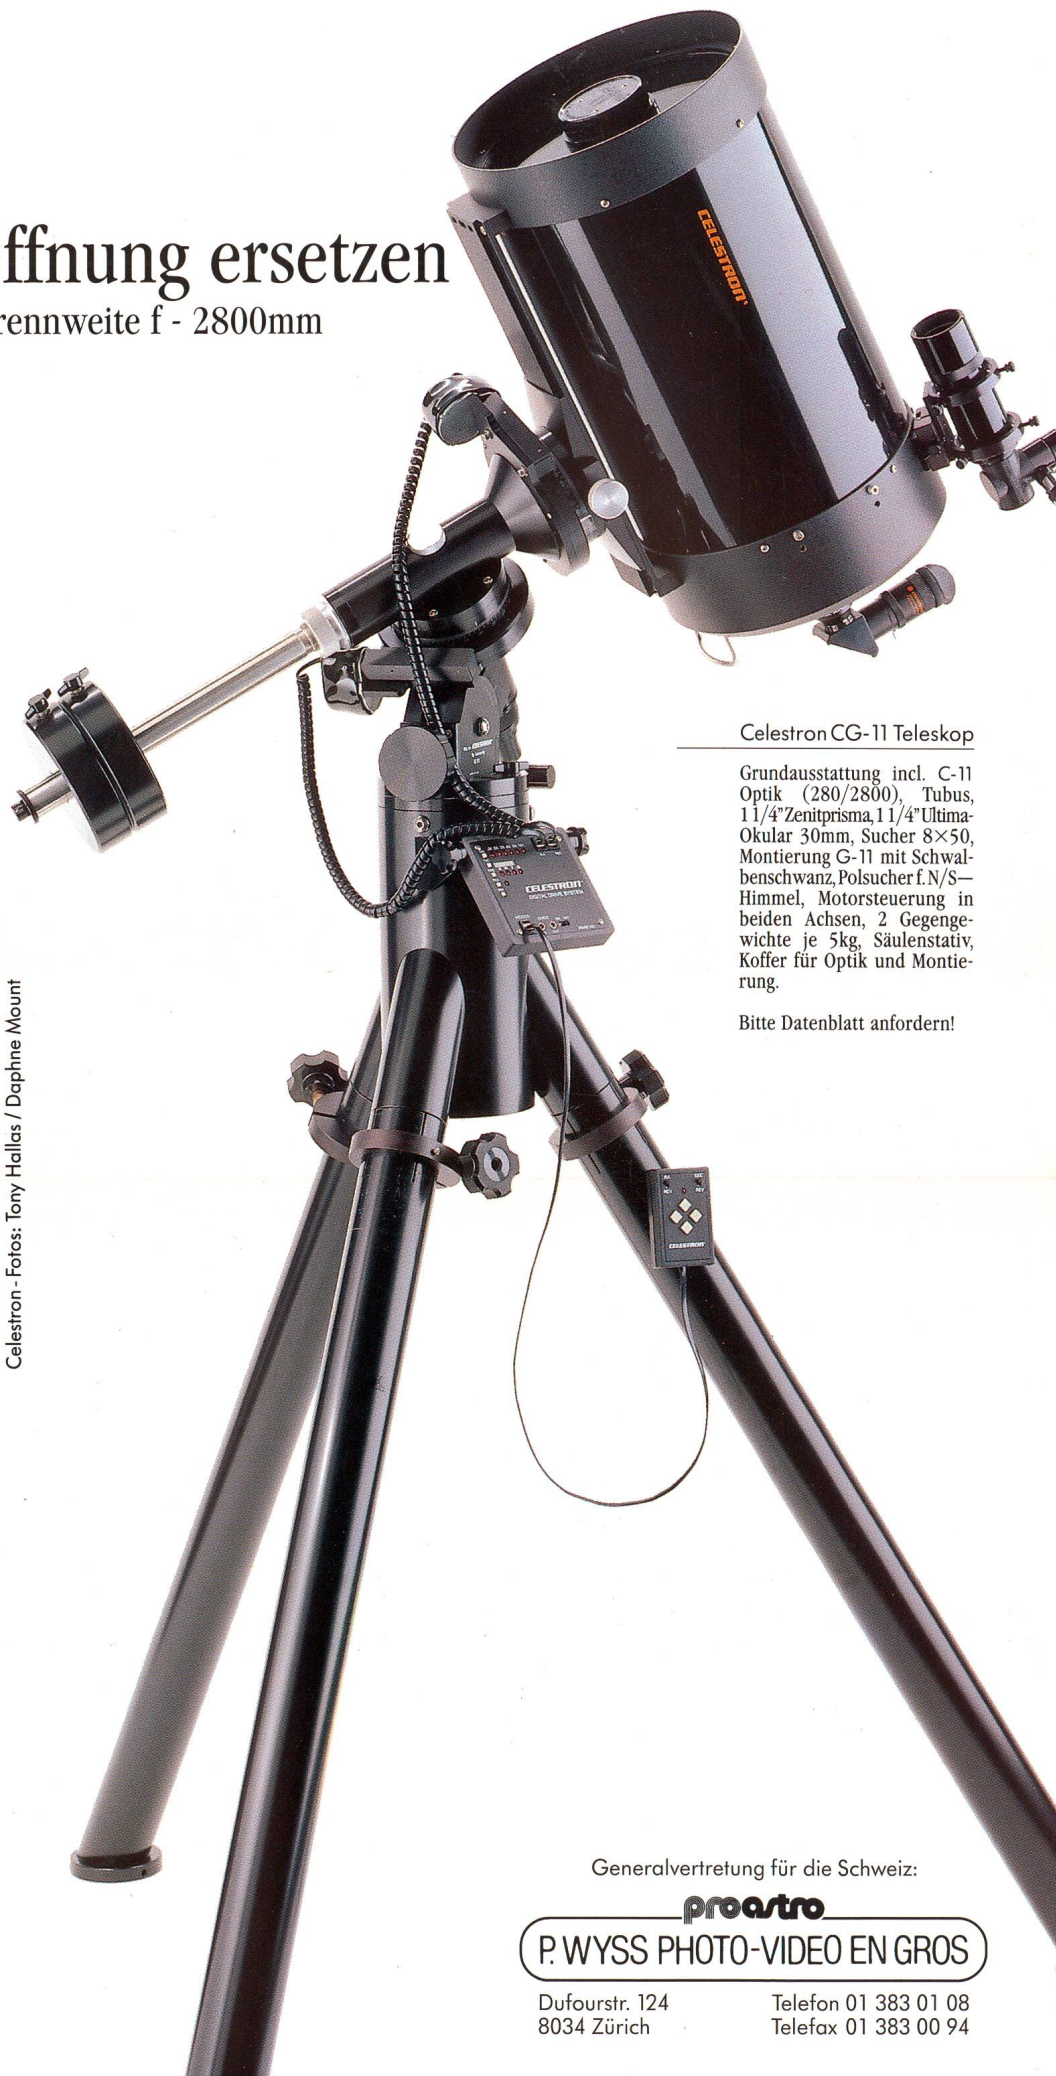 ffnung ersetzen
rennweite f - 2800mm
CELESTRON
Celestron CG-11 Teleskop
Grundausstattung incl. C-11
Optik (280/2800), Tubus,
1 1/4"Zenitprisma, 1 1/4"Ultima-
Okular 30mm, Sucher 8×50,
Montierung G-11 mit Schwal-
benschwanz, Polsucher f. N/S—
Himmel, Motorsteuerung in
beiden Achsen, 2 Gegenge-
wichte je 5kg, Säulenstativ,
Koffer für Optik und Montie-
rung.
Bitte Datenblatt anfordern!
CELESTRON
DIGITAL DRIVE SYSTEM
Celestron - Fotos: Tony Hallas / Daphne Mount
RA DEC
REV REV
CELESTRON
Generalvertretung für die Schweiz:
proastro
P. WYSS PHOTO-VIDEO EN GROS
Dufourstr. 124 Telefon 01 383 01 08
8034 Zürich Telefax 01 383 00 94